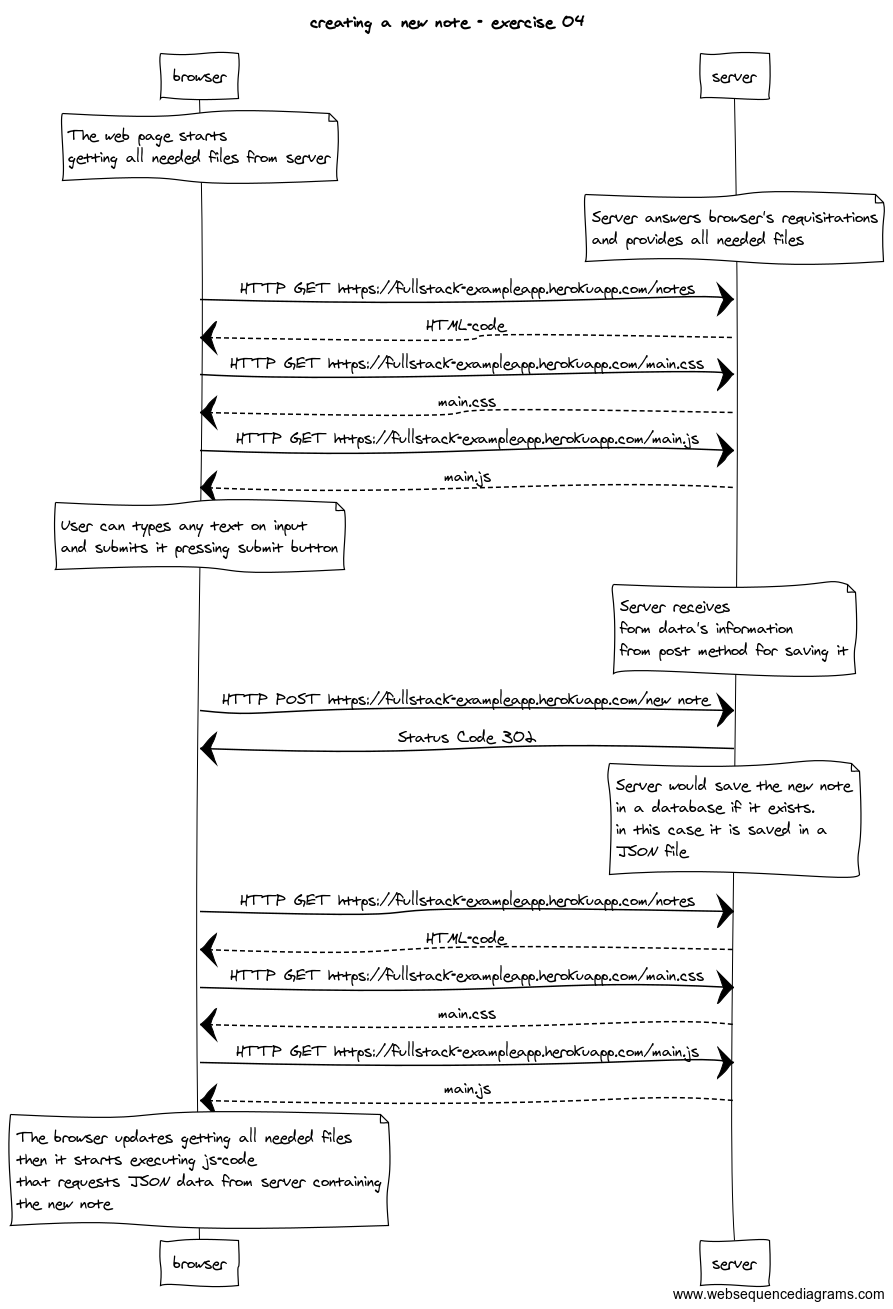 creating a new note - exercise 04
browser
server
The web page starts
getting all needed files from server
Server answers browser's requisitations
and provides all needed files
HTTP GET https://fullstack-exampleapp.herokuapp.com/notes
HTML-code
HTTP GET https://fullstack-exampleapp.herokuapp.com/main.css
main.css
HTTP GET https://fullstack-exampleapp.herokuapp.com/main.js
main.js
User can types any text on input
and submits it pressing submit button
Server receives
form data's information
from post method for saving it
HTTP POST https://fullstack-exampleapp.herokuapp.com/new note
Status Code 302
Server would save the new note
in a database if it exists.
in this case it is saved in a
JSON file
HTTP GET https://fullstack-exampleapp.herokuapp.com/notes
HTML-code
HTTP GET https://fullstack-exampleapp.herokuapp.com/main.css
main.css
HTTP GET https://fullstack-exampleapp.herokuapp.com/main.js
main.js
The browser updates getting all needed files
then it starts executing js-code
that requests JSON data from server containing
the new note
browser
server
www.websequencediagrams.com